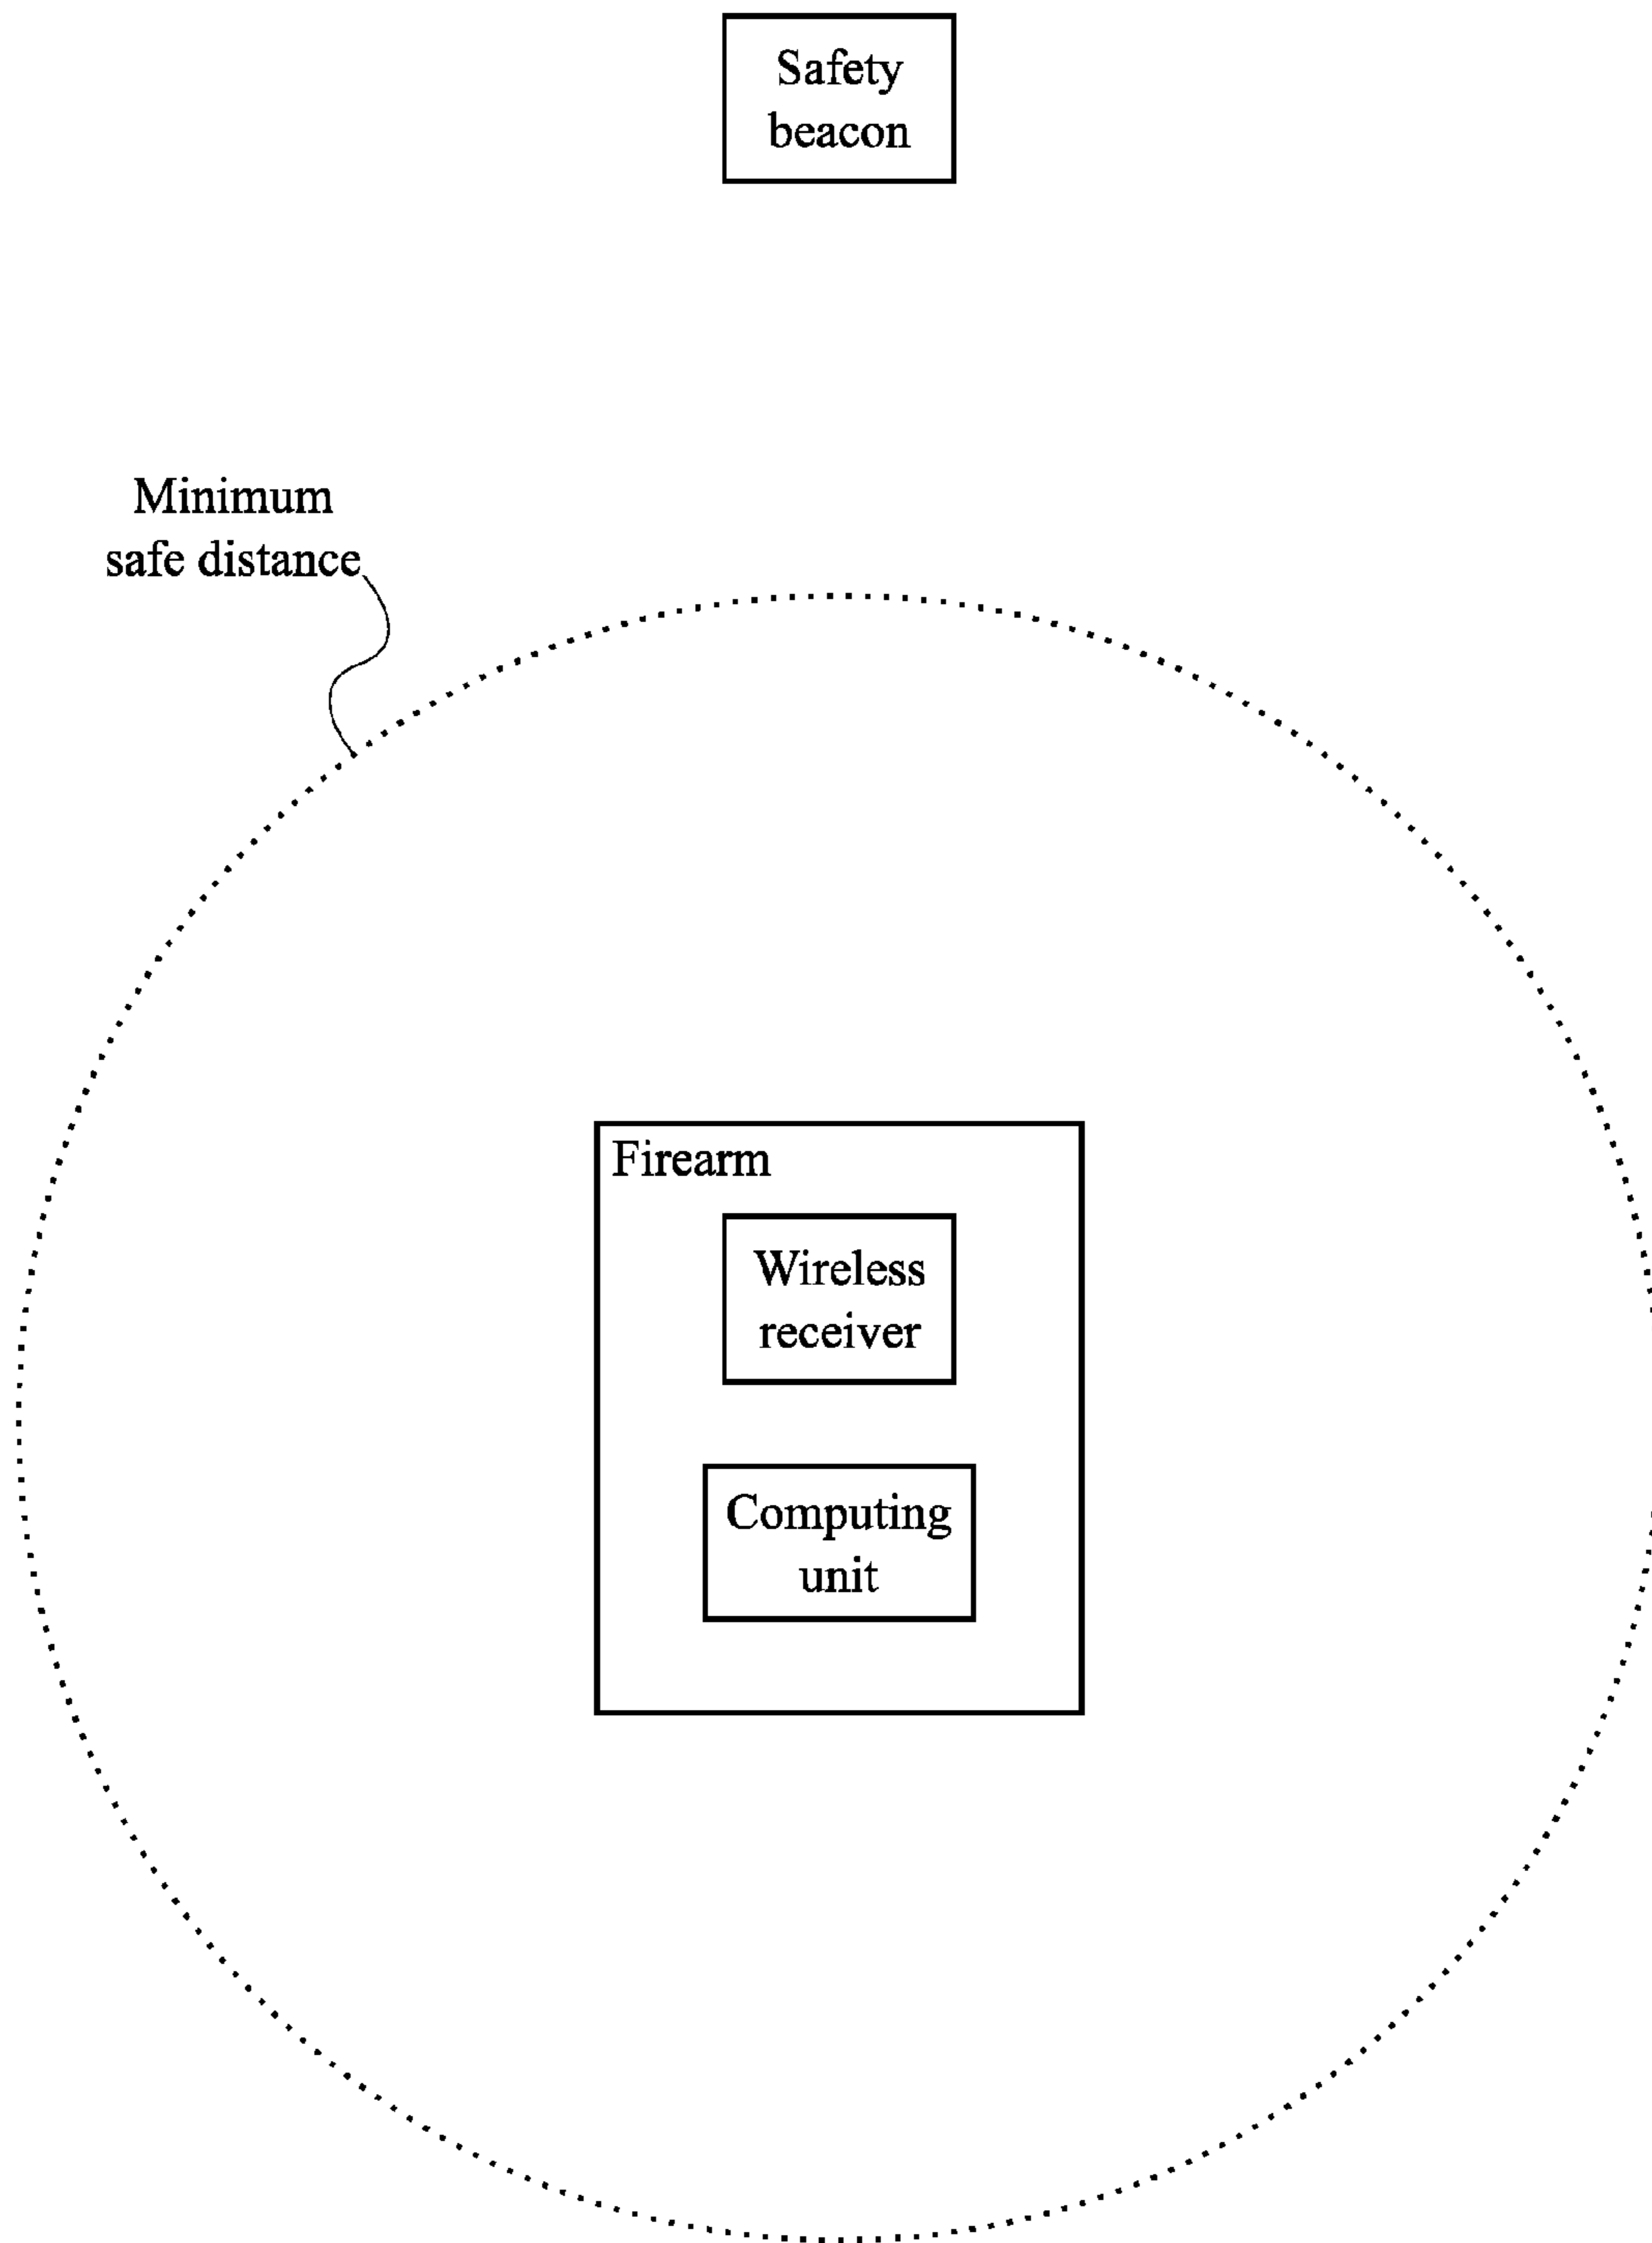 Safety
beacon
Minimum
safe distance
Firearm
Wireless
receiver
Computing
unit